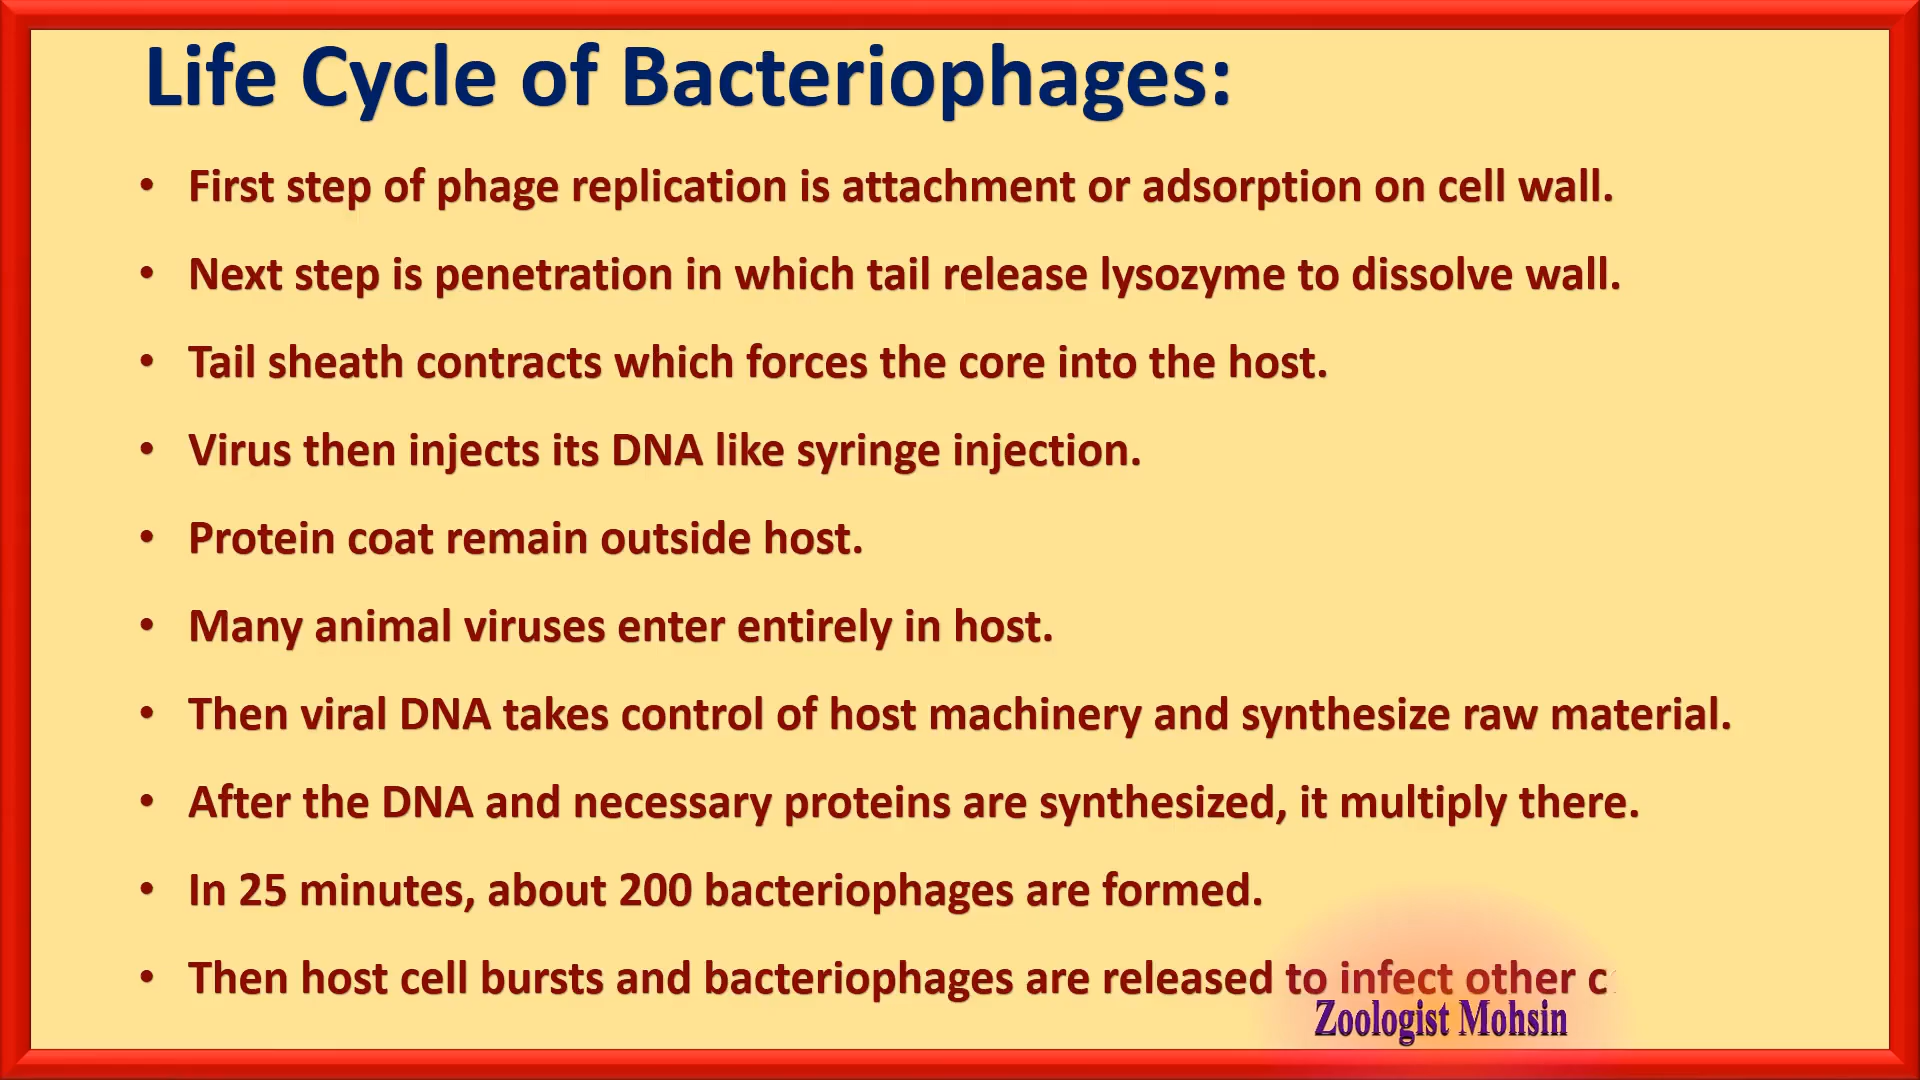 Life Cycle of Bacteriophages:
• First step of phage replication is attachment or adsorption on cell wall.
• Next step is penetration in which tail release lysozyme to dissolve wall.
• Tail sheath contracts which forces the core into the host.
• Virus then injects its DNA like syringe injection.
• Protein coat remain outside host.
• Many animal viruses enter entirely in host.
• Then viral DNA takes control of host machinery and synthesize raw material.
• After the DNA and necessary proteins are synthesized, it multiply there.
• In 25 minutes, about 200 bacteriophages are formed.
• Then host cell bursts and bacteriophages are released to infect other
Zoologist Mohsin